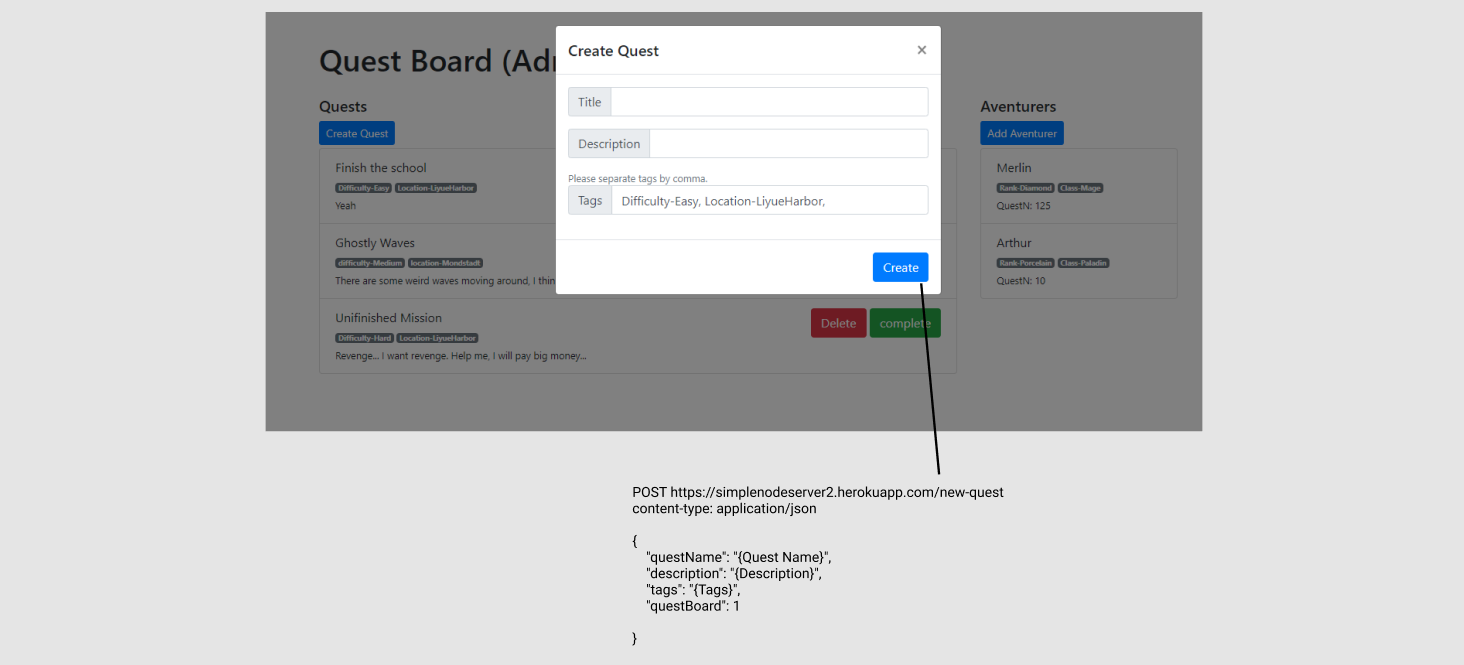 Quest Board (Ad
Create Quest
×
Title
Description
Please separate tags by comma.
Tags
Difficulty-Easy, Location-LiyueHarbor,
Create
Quests
Create Quest
Finish the school
Difficulty-Easy Location-LiyueHarbor
Yeah
Ghostly Waves
difficulty-Medium location-Mondstadt
There are some weird waves moving around, I thin
Unifinished Mission
Difficulty-Hard Location-LiyueHarbor
Revenge... I want revenge. Help me, I will pay big money...
Delete
complete
Aventurers
Add Aventurer
Merlin
Rank-Diamond Class-Mage
QuestN: 125
Arthur
Rank-Porcelain Class-Paladin
QuestN: 10
POST https://simplenodeserver2.herokuapp.com/new-quest
content-type: application/json
{
"questName": "{Quest Name}",
"description": "{Description}",
"tags": "{Tags}",
"questBoard": 1
}